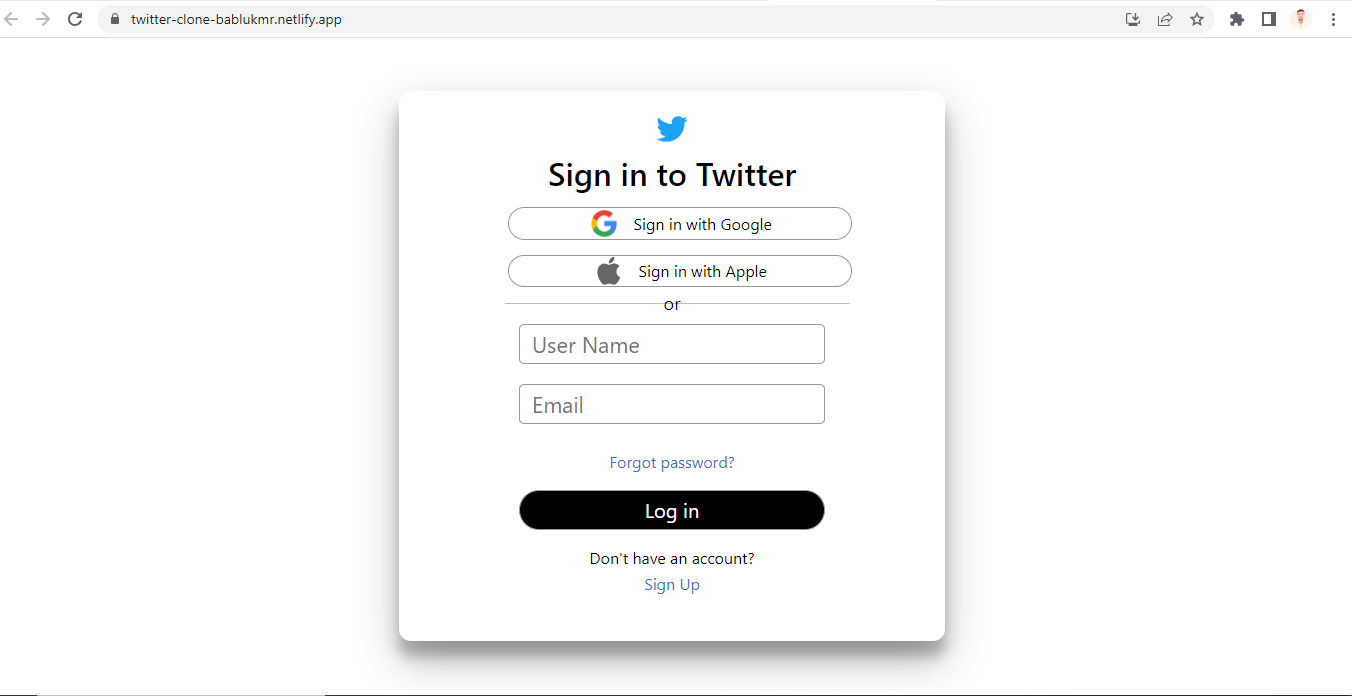 twitter-clone-bablukmr.netlify.app
Sign in to Twitter
Sign in with Google
Sign in with Apple
or
User Name
Email
Forgot password?
Log in
Don't have an account?
Sign Up